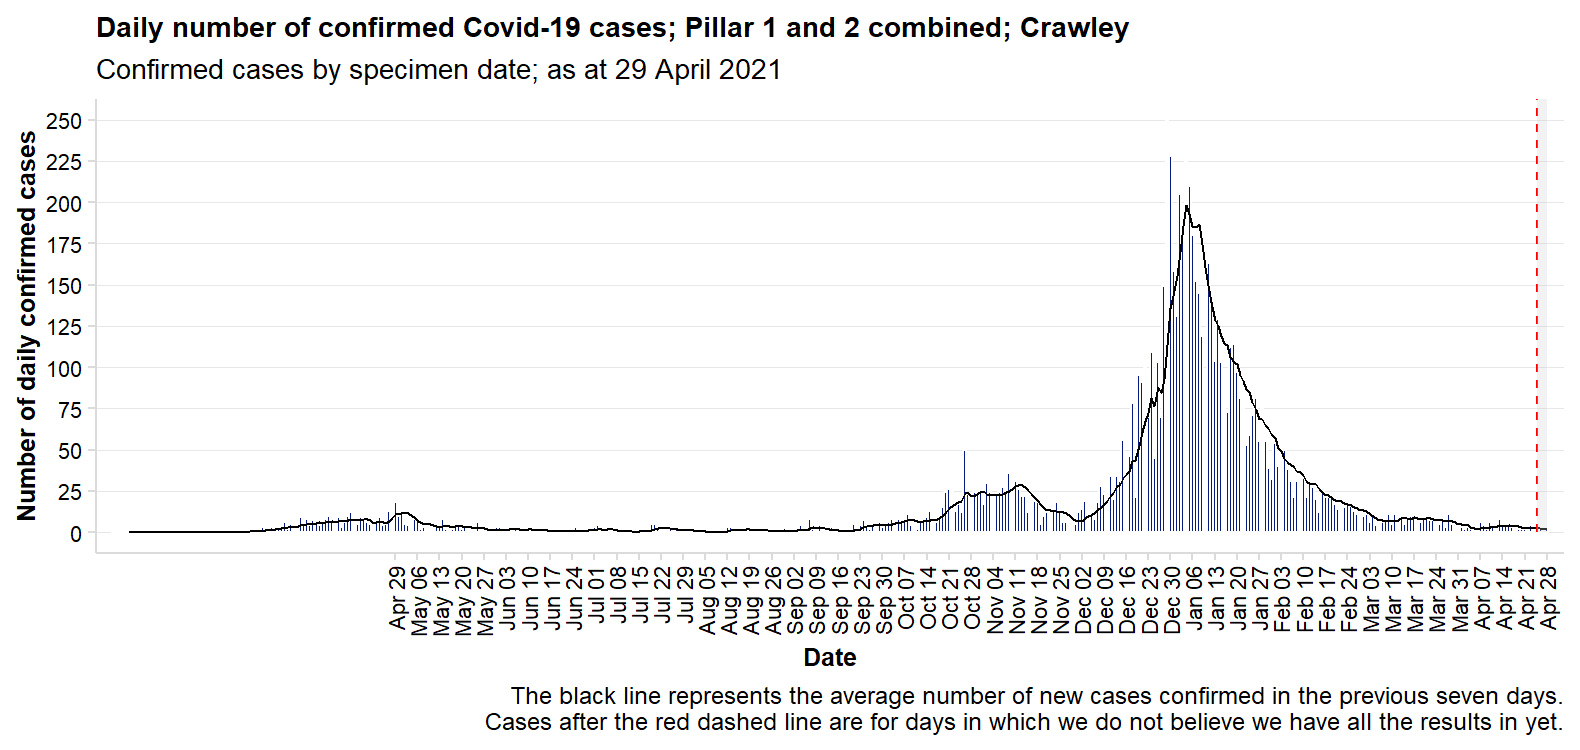 Daily number of confirmed Covid-19 cases; Pillar 1 and 2 combined; Crawley
Confirmed cases by specimen date; as at 29 April 2021
Number of daily confirmed cases
250
225
200
175
150
125
100
75
50
25
0
Apr 29
May 06
May 13
May 20
May 27
Jun 03
Jun 10
Jun 17
Jun 24
Jul 01
Jul 08
Jul 15
Jul 22
Jul 29
Aug 05
Aug 12
Aug 19
Aug 26
Sep 02
Sep 09
Sep 16
Sep 23
Sep 30
Oct 07
Oct 14
Oct 21
Oct 28
Nov 04
Nov 11
Nov 18
Nov 25
Dec 02
Dec 09
Dec 16
Dec 23
Dec 30
Jan 06
Jan 13
Jan 20
Jan 27
Feb 03
Feb 10
Feb 17
Feb 24
Mar 03
Mar 10
Mar 17
Mar 24
Mar 31
Apr 07
Apr 14
Apr 21
Apr 28
Date
The black line represents the average number of new cases confirmed in the previous seven days.
Cases after the red dashed line are for days in which we do not believe we have all the results in yet.